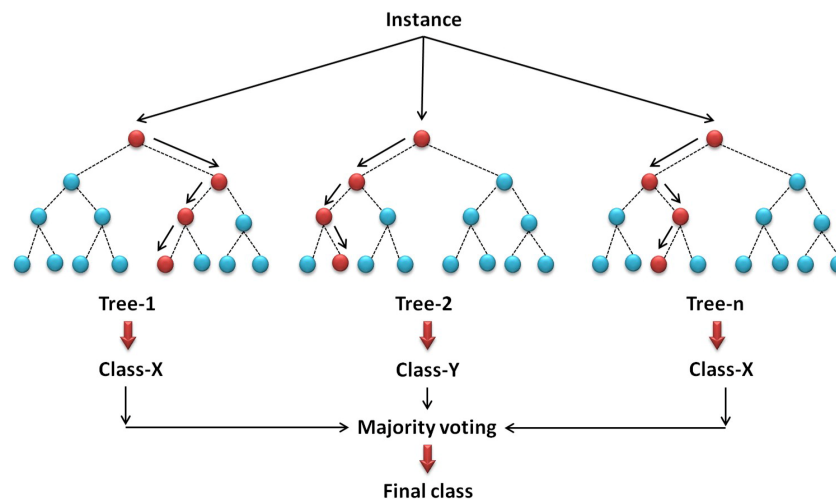 Instance
Tree-1
Tree-2
Tree-n
Class-X
Class-Y
Class-X
Majority voting
Final class